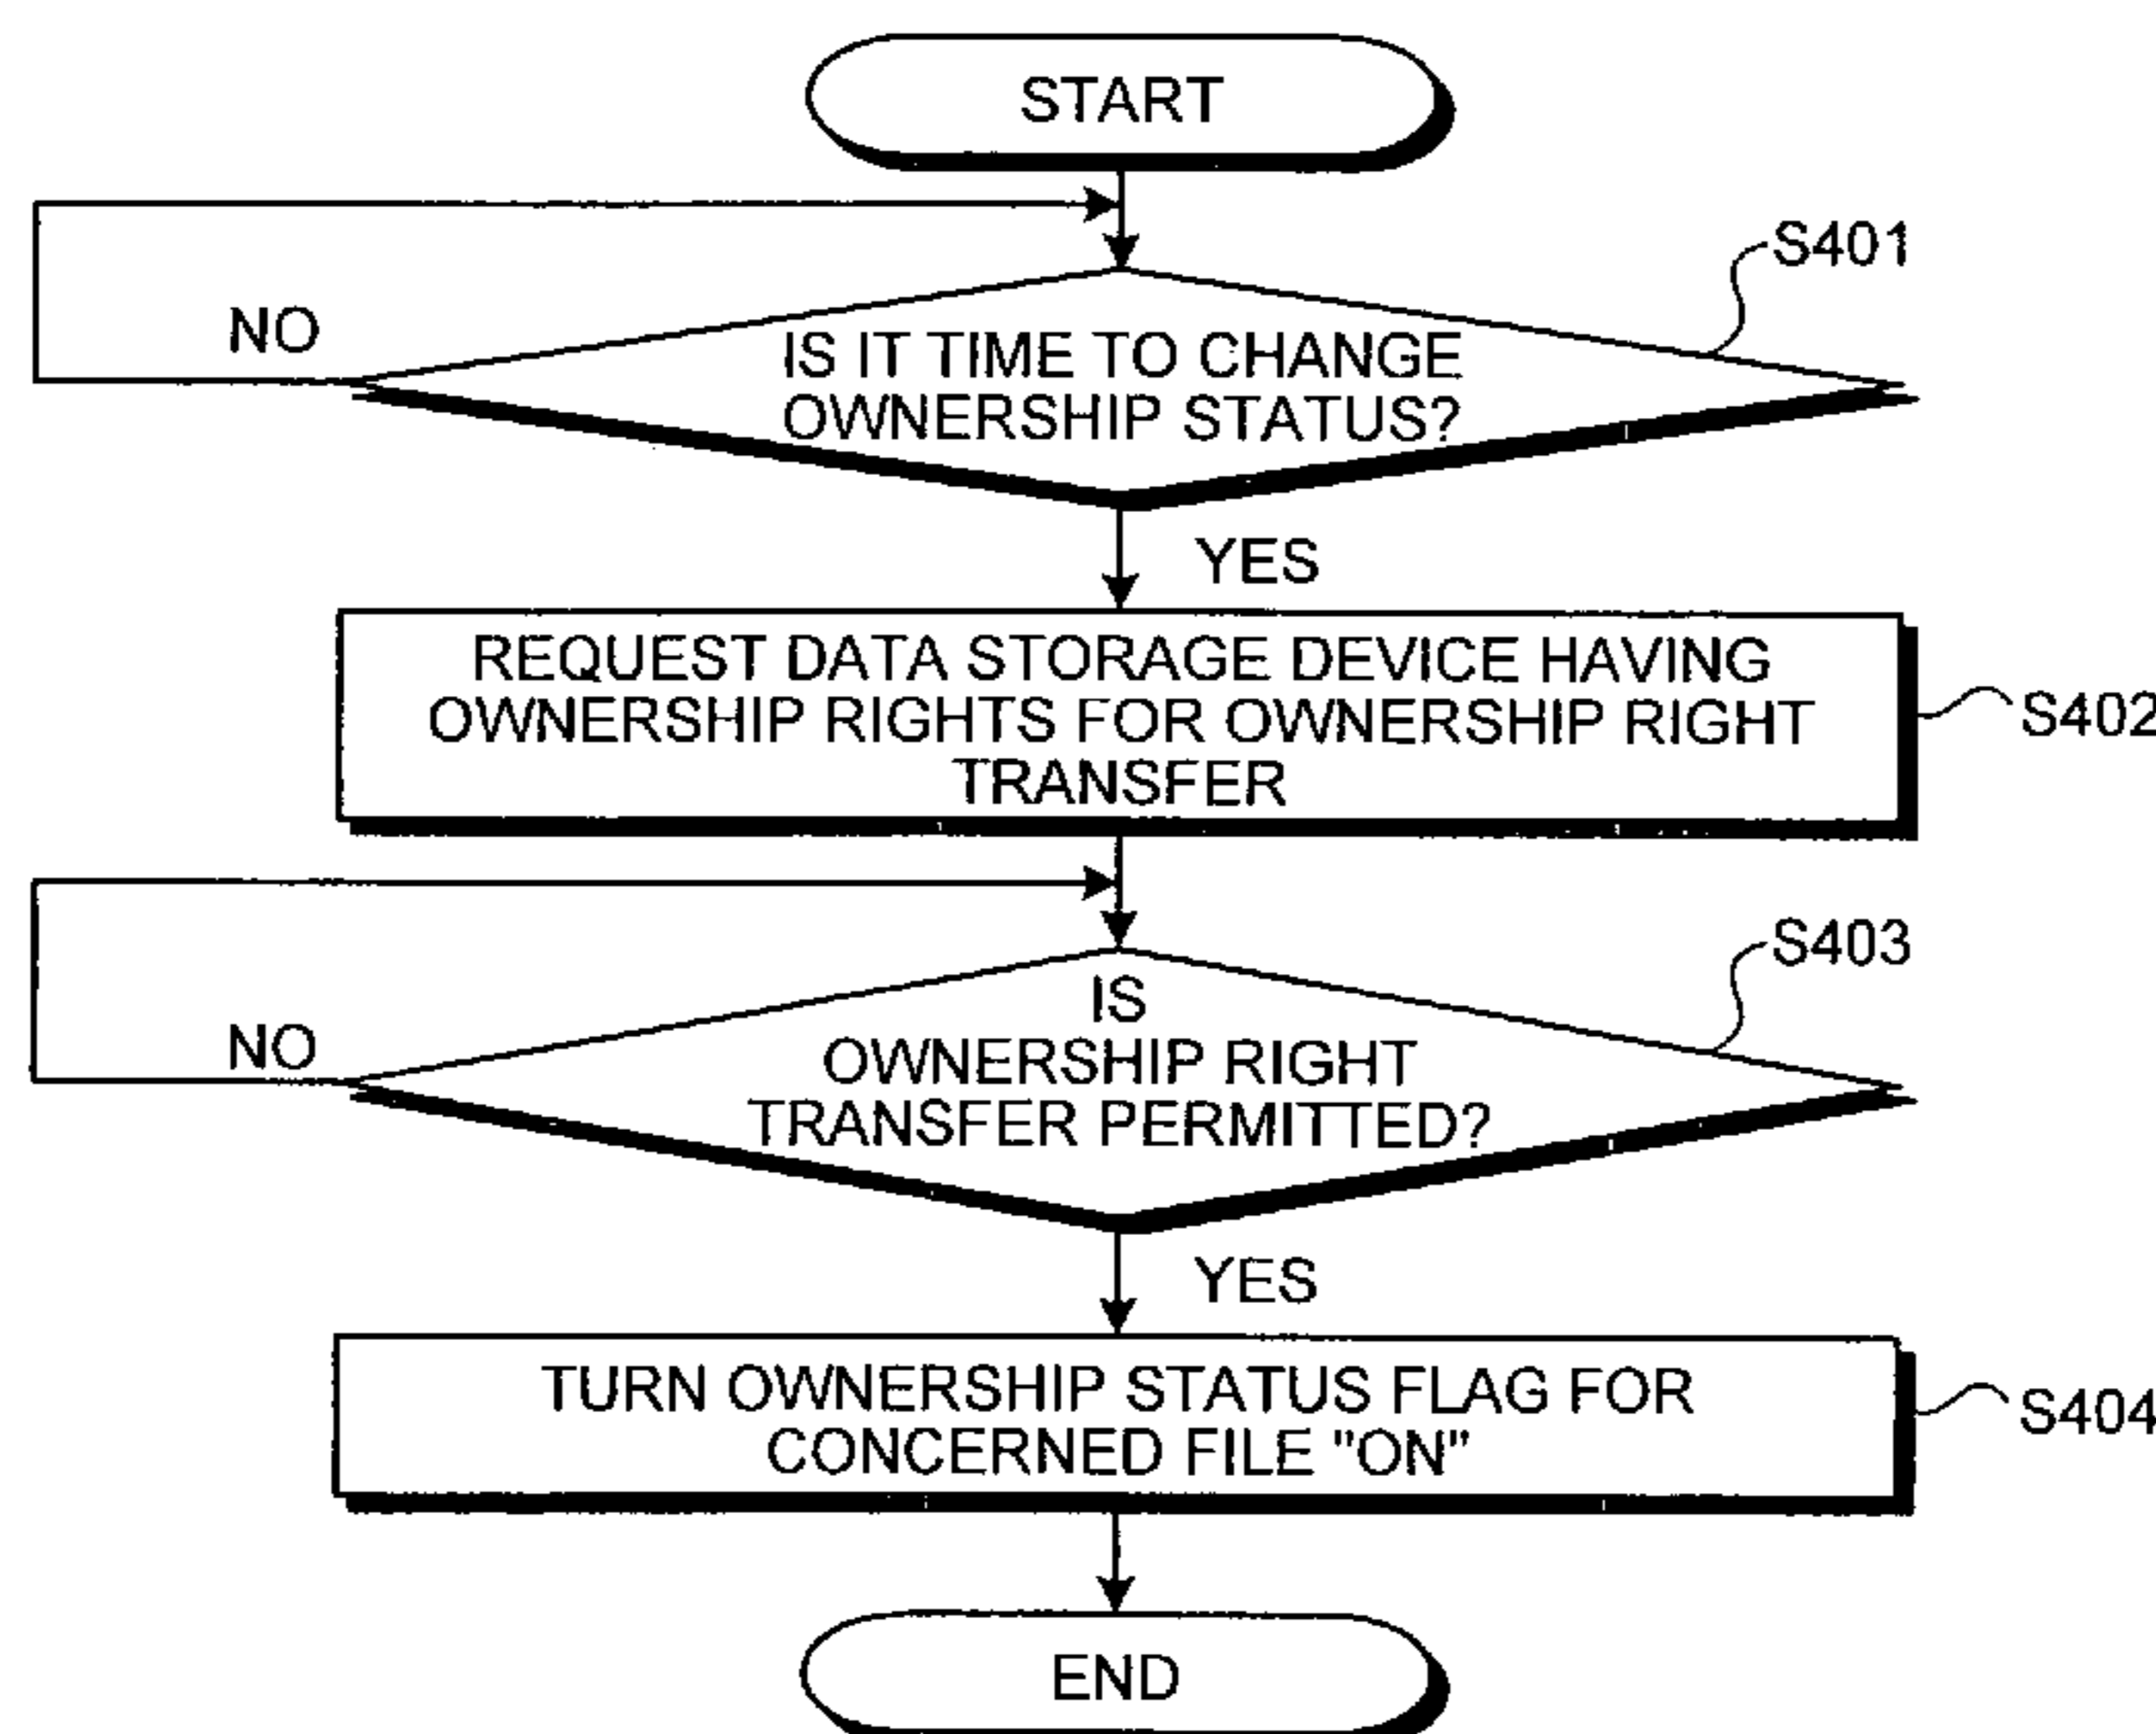 START
S401
NO
IS IT TIME TO CHANGE
OWNERSHIP STATUS?
YES
REQUEST DATA STORAGE DEVICE HAVING
OWNERSHIP RIGHTS FOR OWNERSHIP RIGHT
TRANSFER
S402
S403
NO
IS
OWNERSHIP RIGHT
TRANSFER PERMITTED?
YES
TURN OWNERSHIP STATUS FLAG FOR
CONCERNED FILE "ON"
S404
END